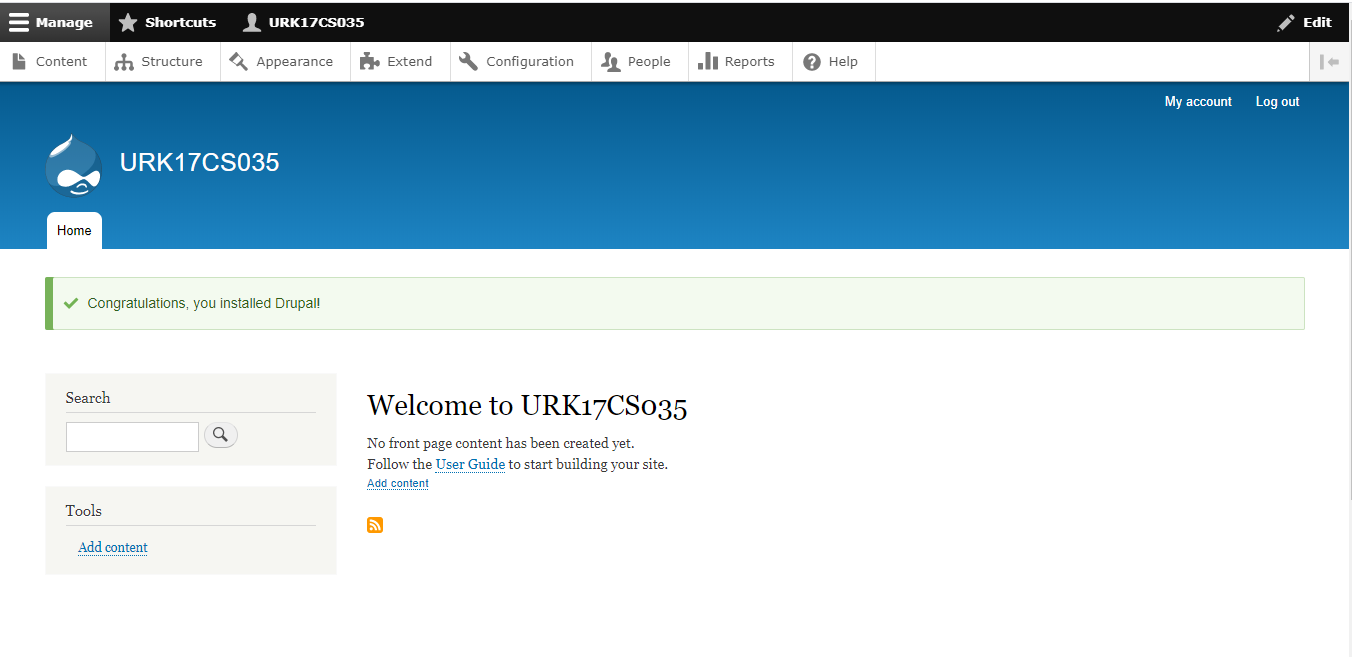 Manage Shortcuts URK17CS035 Edit
Content Structure Appearance Extend Configuration People Reports Help
My account Log out
URK17CS035
Home
Congratulations, you installed Drupal!
Search
Welcome to URK17CS035
No front page content has been created yet.
Follow the User Guide to start building your site.
Add content
Tools
Add content